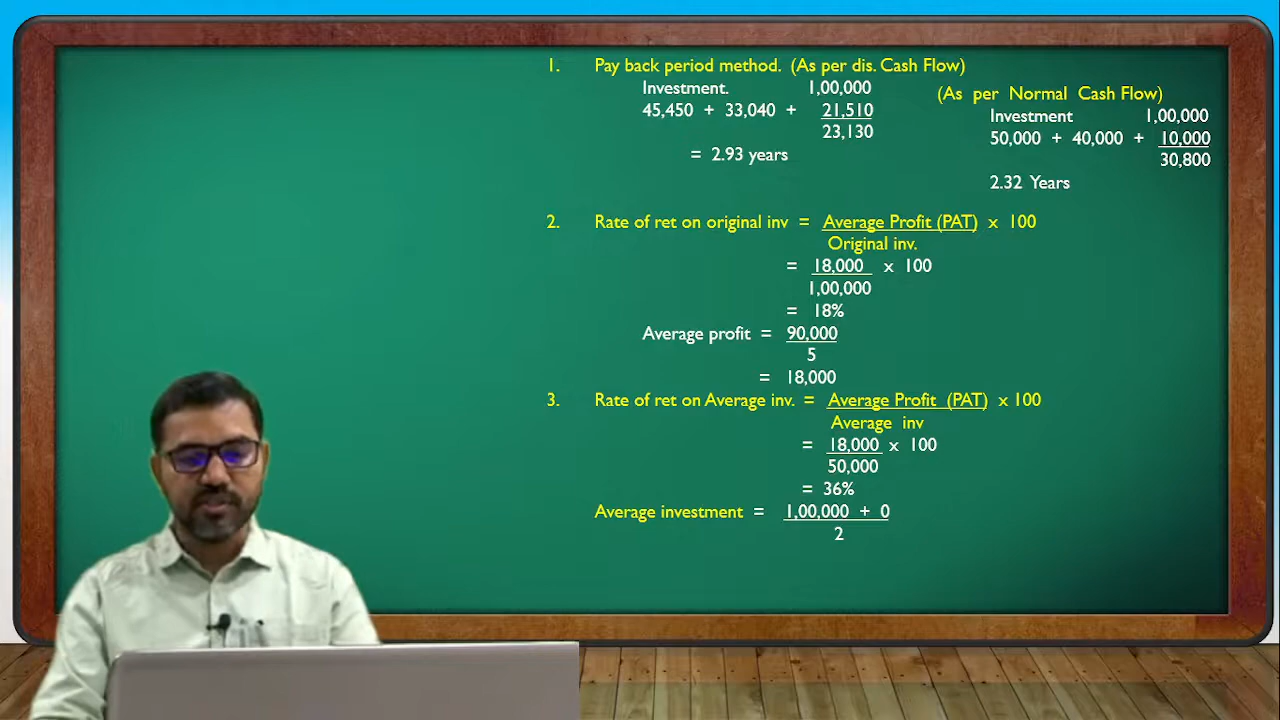 1. Pay back period method. (As per dis. Cash Flow)
Investment. 1,00,000
45,450 + 33,040 + 21,510
23,130
= 2.93 years
(As per Normal Cash Flow)
Investment 1,00,000
50,000 + 40,000 + 10,000
30,800
2.32 Years
2. Rate of ret on original inv = Average Profit (PAT) x 100
Original inv.
= 18,000 x 100
1,00,000
= 18%
Average profit = 90,000
5
= 18,000
3. Rate of ret on Average inv. = Average Profit (PAT) x 100
Average inv
= 18,000 x 100
50,000
= 36%
Average investment = 1,00,000 + 0
2